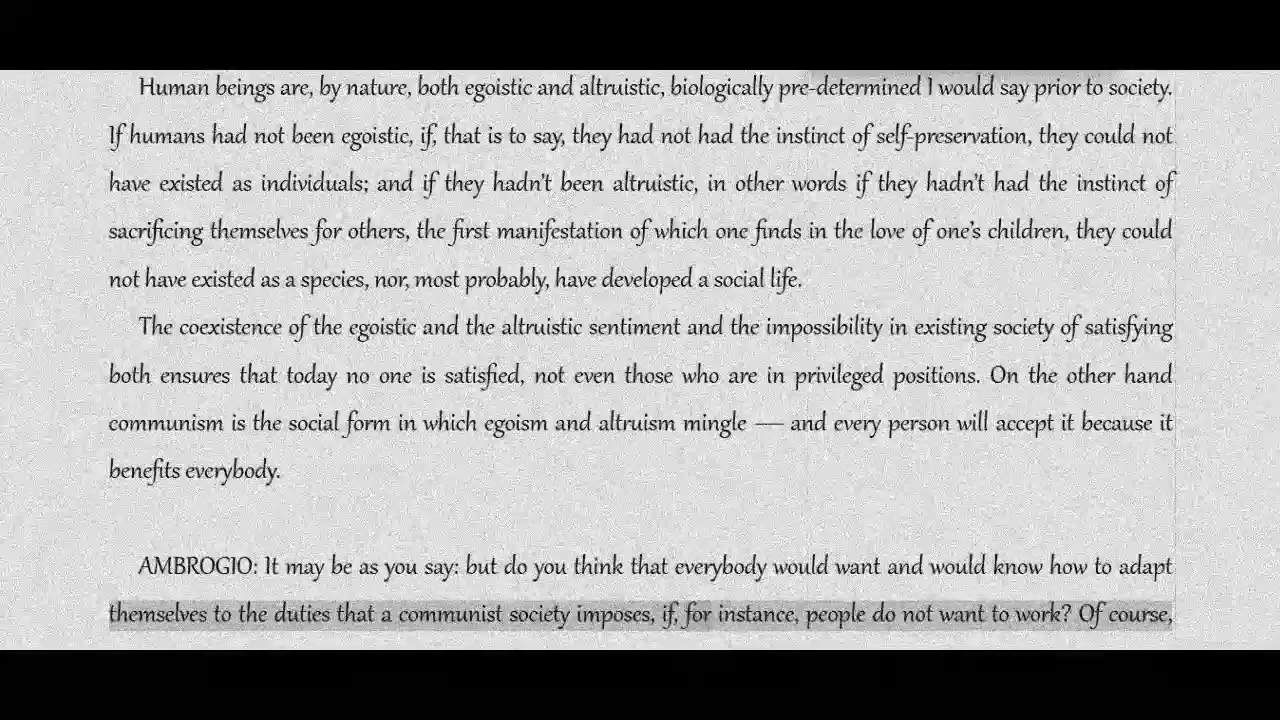 Human beings are, by nature, both egoistic and altruistic, biologically pre-determined I would say prior to society.
If humans had not been egoistic, if, that is to say, they had not had the instinct of self-preservation, they could not
have existed as individuals; and if they hadn't been altruistic, in other words if they hadn't had the instinct of
sacrificing themselves for others, the first manifestation of which one finds in the love of one's children, they could
not have existed as a species, nor, most probably, have developed a social life.
The coexistence of the egoistic and the altruistic sentiment and the impossibility in existing society of satisfying
both ensures that today no one is satisfied, not even those who are in privileged positions. On the other hand
communism is the social form in which egoism and altruism mingle — and every person will accept it because it
benefits everybody.
AMBROGIO: It may be as you say: but do you think that everybody would want and would know how to adapt
themselves to the duties that a communist society imposes, if, for instance, people do not want to work? Of course,